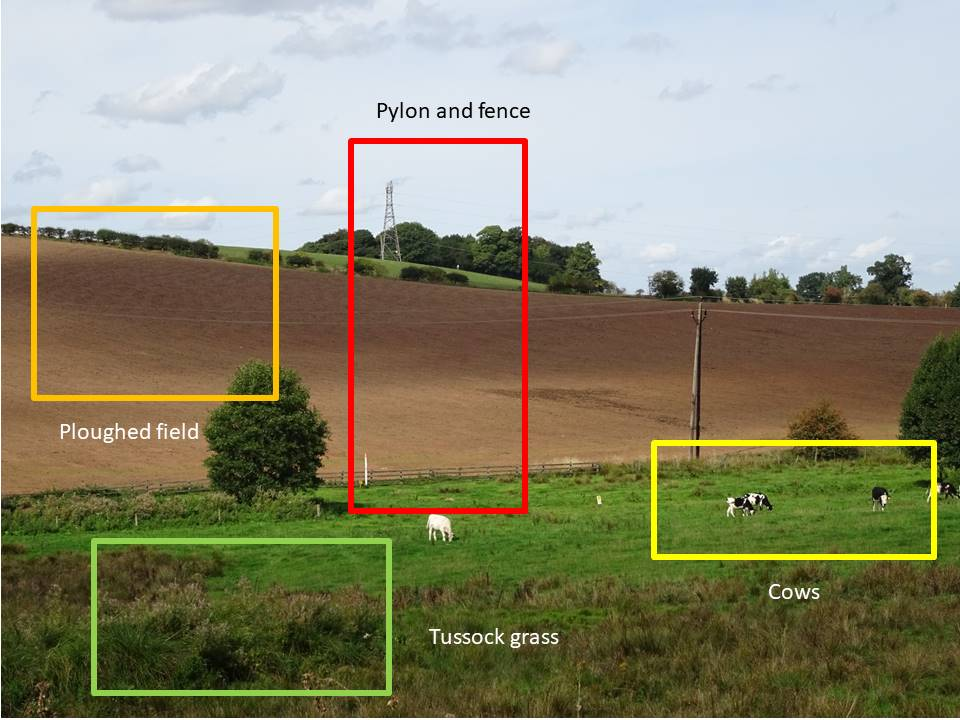 Pylon and fence
Ploughed field
Cows
Tussock grass